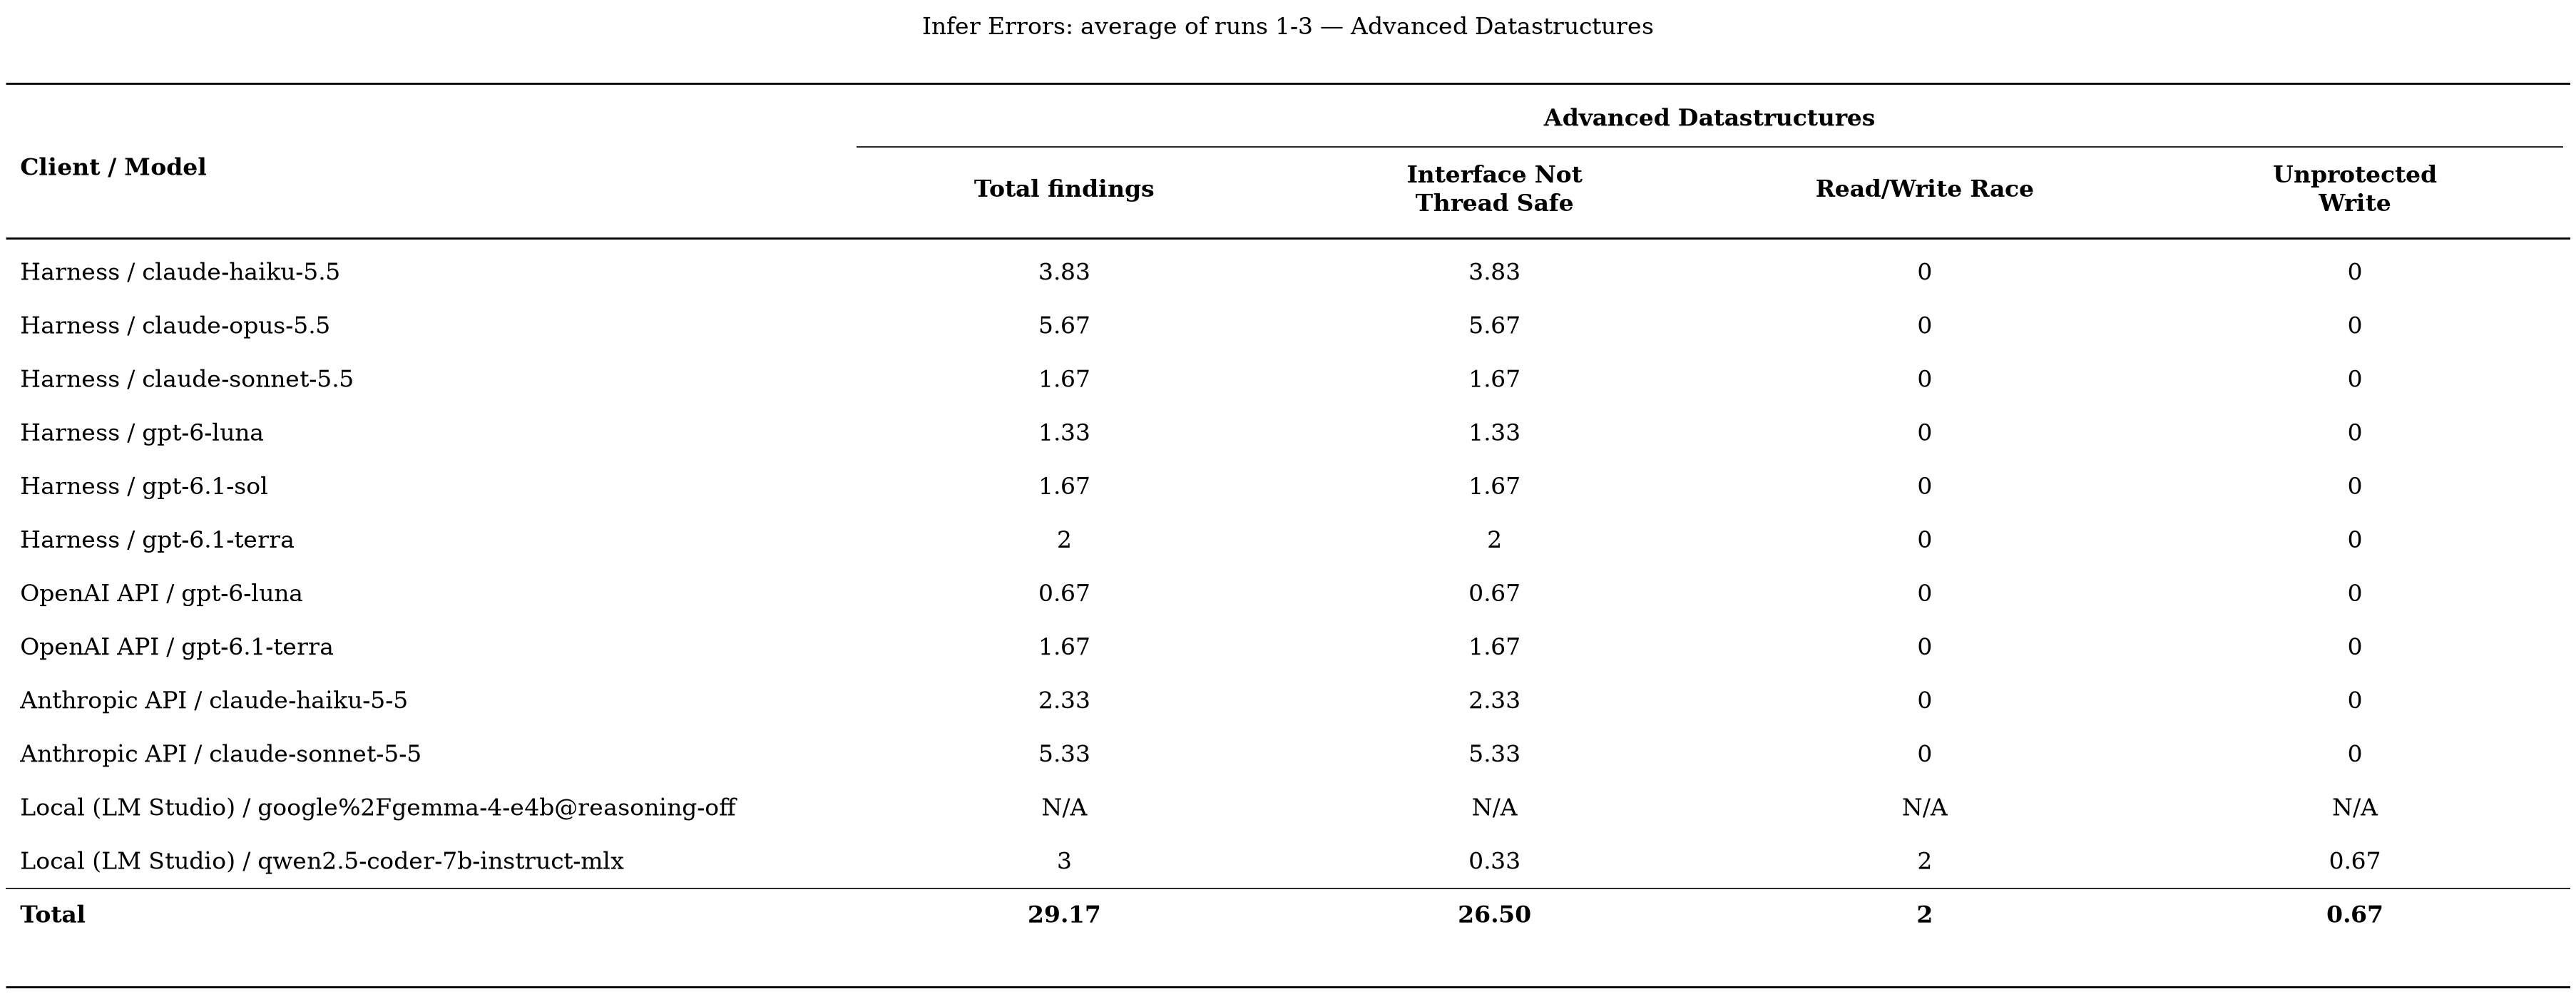 Infer Errors: average of runs 1-3 — Advanced Datastructures
Advanced Datastructures
Client / Model
Total findings
Interface Not
Thread Safe
Read/Write Race
Unprotected
Write
Harness / claude-haiku-5.5 3.83 3.83 0 0
Harness / claude-opus-5.5 5.67 5.67 0 0
Harness / claude-sonnet-5.5 1.67 1.67 0 0
Harness / gpt-6-luna 1.33 1.33 0 0
Harness / gpt-6.1-sol 1.67 1.67 0 0
Harness / gpt-6.1-terra 2 2 0 0
OpenAI API / gpt-6-luna 0.67 0.67 0 0
OpenAI API / gpt-6.1-terra 1.67 1.67 0 0
Anthropic API / claude-haiku-5-5 2.33 2.33 0 0
Anthropic API / claude-sonnet-5-5 5.33 5.33 0 0
Local (LM Studio) / google%2Fgemma-4-e4b@reasoning-off N/A N/A N/A N/A
Local (LM Studio) / qwen2.5-coder-7b-instruct-mlx 3 0.33 2 0.67
Total 29.17 26.50 2 0.67